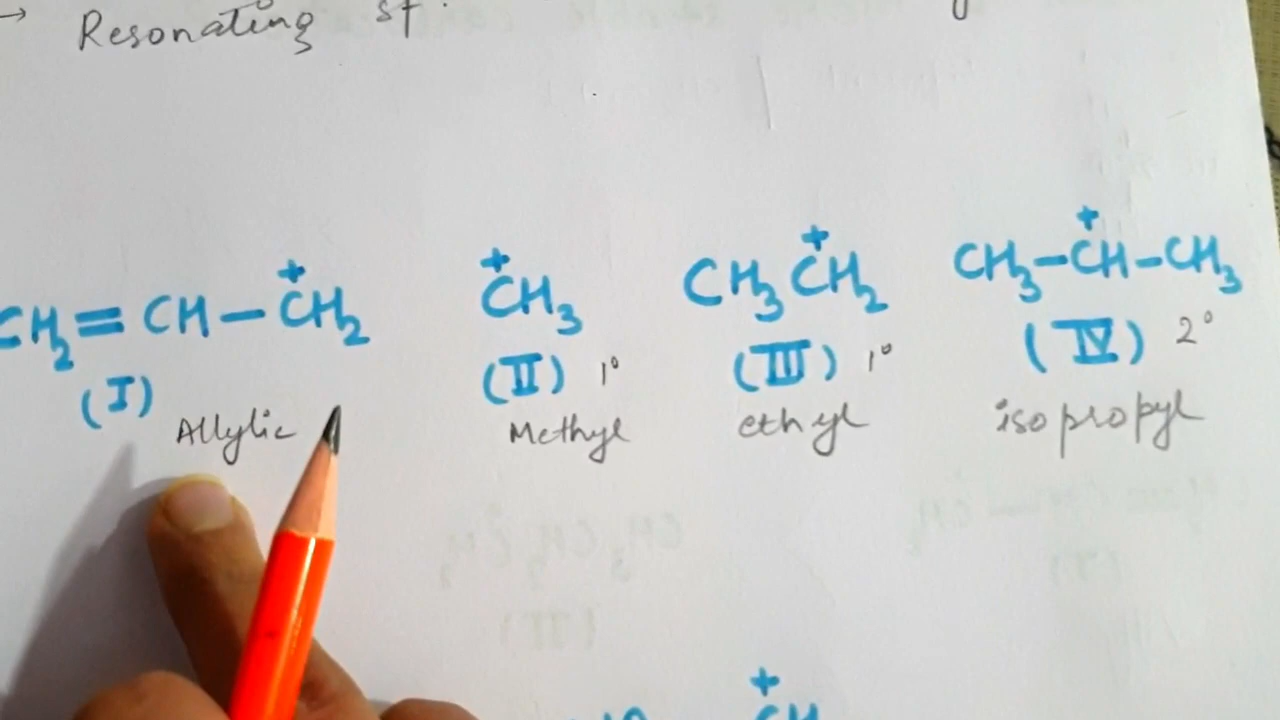 → Resonating st.
CH₂=CH–C⁺H₂ C⁺H₃ CH₃C⁺H₂ CH₃–C⁺H–CH₃
(I) (II) 1° (III) 1° (IV) 2°
Allylic Methyl ethyl isopropyl
+
CH